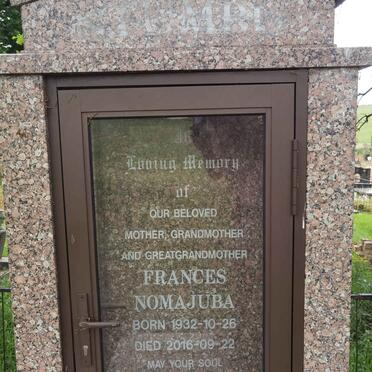 In
Loving Memory
of
OUR BELOVED
MOTHER, GRANDMOTHER
AND GREATGRANDMOTHER
FRANCES
NOMAJUBA
BORN 1932-10-26
DIED 2016-09-22
"MAY YOUR SOUL